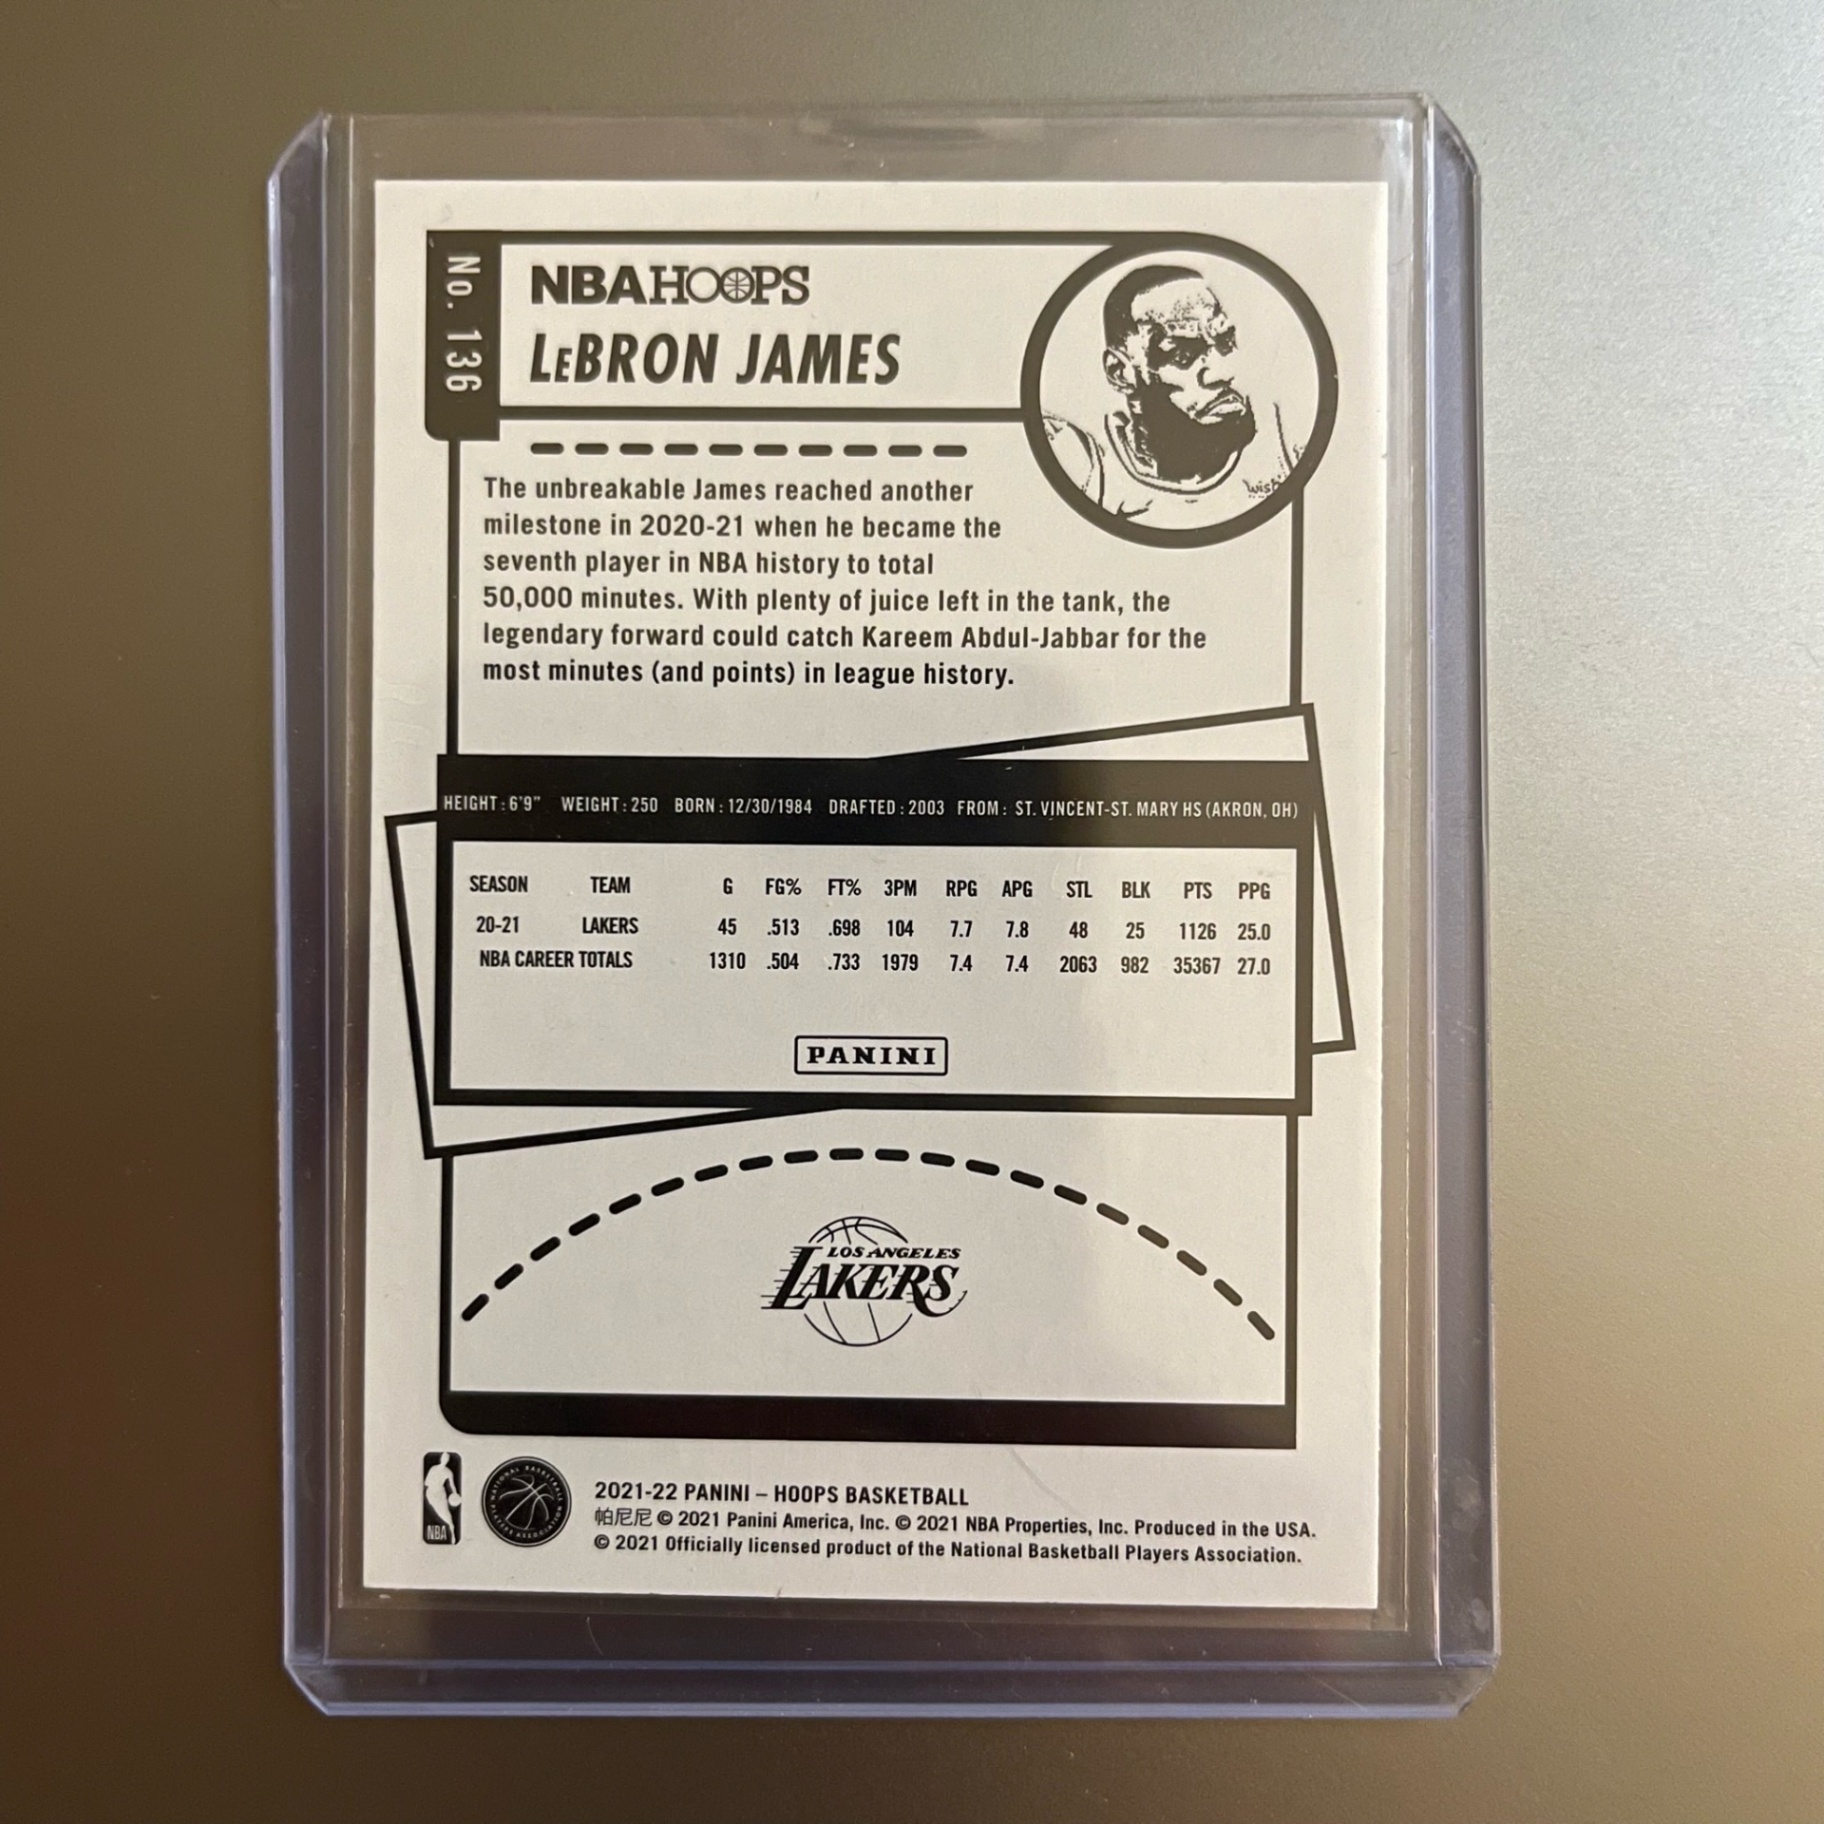 No. 136
NBA HOOPS
LeBRON JAMES
The unbreakable James reached another
milestone in 2020-21 when he became the
seventh player in NBA history to total
50,000 minutes. With plenty of juice left in the tank, the
legendary forward could catch Kareem Abdul-Jabbar for the
most minutes (and points) in league history.
HEIGHT: 6'9" WEIGHT: 250 BORN: 12/30/1984 DRAFTED: 2003 FROM: ST. VINCENT-ST. MARY HS (AKRON, OH)
SEASON TEAM G FG% FT% 3PM RPG APG STL BLK PTS PPG
20-21 LAKERS 45 .513 .698 104 7.7 7.8 48 25 1126 25.0
NBA CAREER TOTALS 1310 .504 .733 1979 7.4 7.4 2063 982 35367 27.0
PANINI
LOS ANGELES
LAKERS
NBA
NATIONAL BASKETBALL PLAYERS ASSOCIATION
2021-22 PANINI – HOOPS BASKETBALL
帕尼尼 © 2021 Panini America, Inc. © 2021 NBA Properties, Inc. Produced in the USA.
© 2021 Officially licensed product of the National Basketball Players Association.